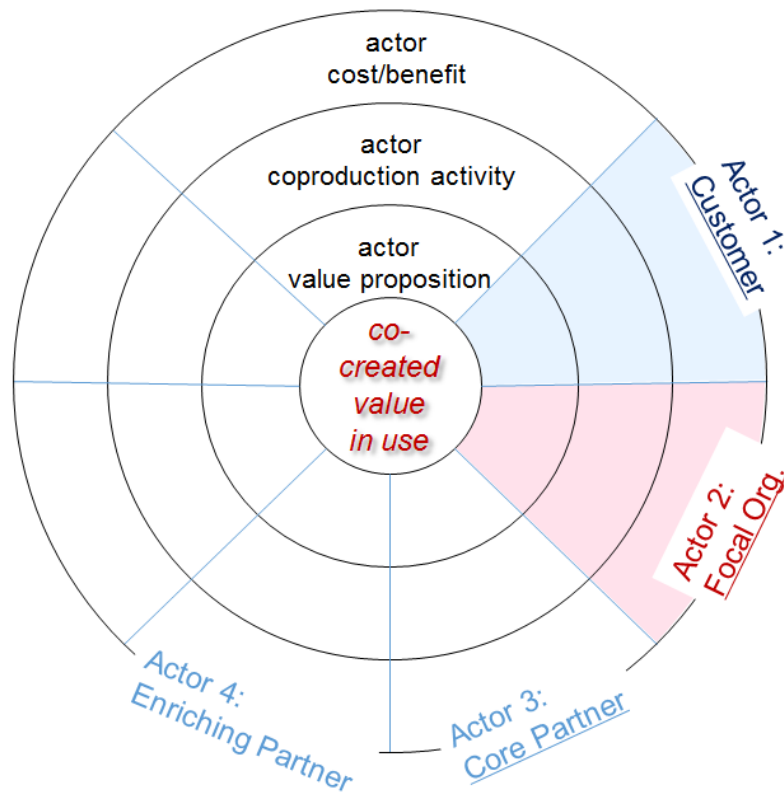 actor
cost/benefit
actor
coproduction activity
actor
value proposition
co-
created
value
in use
Actor 1:
Customer
Actor 2:
Focal Org.
Actor 3:
Core Partner
Actor 4:
Enriching Partner